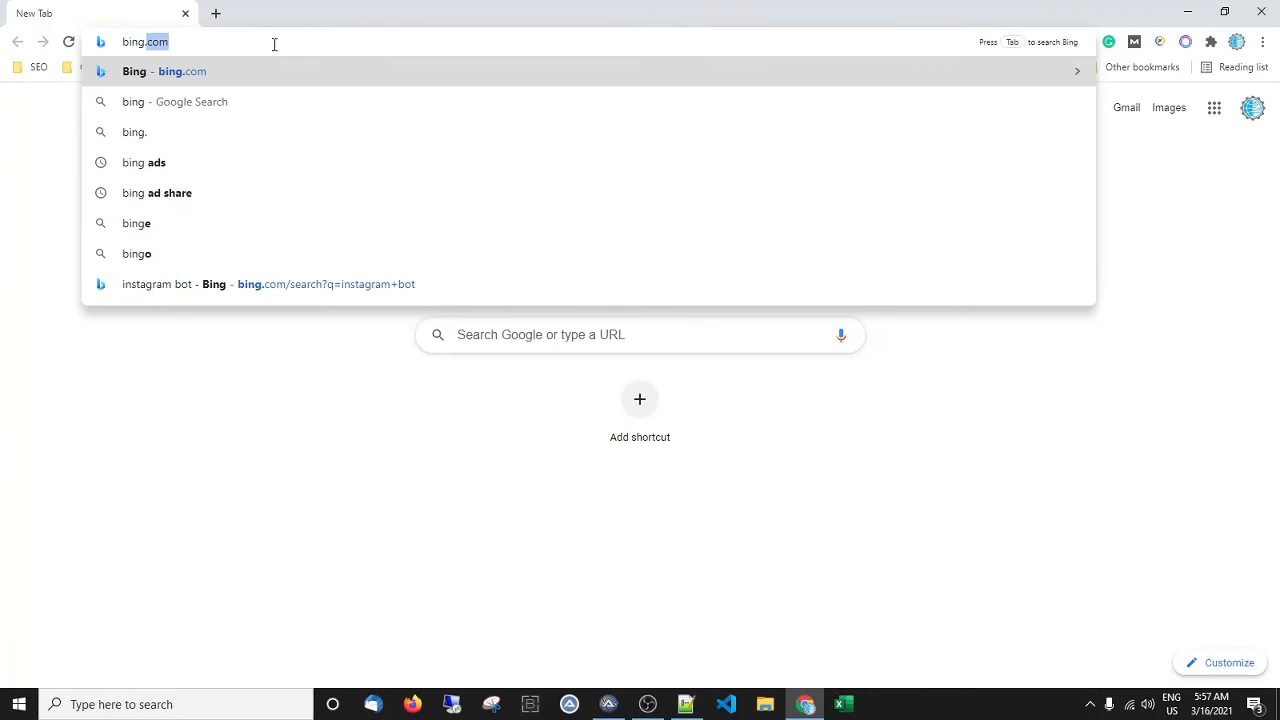 New Tab
bing.com
Press Tab to search Bing
SEO
Other bookmarks
Reading list
Bing - bing.com
bing - Google Search
bing.
bing ads
bing ad share
binge
bingo
instagram bot - Bing - bing.com/search?q=instagram+bot
Gmail
Images
Search Google or type a URL
Add shortcut
Customize
Type here to search
ENG
US
5:57 AM
3/16/2021
3